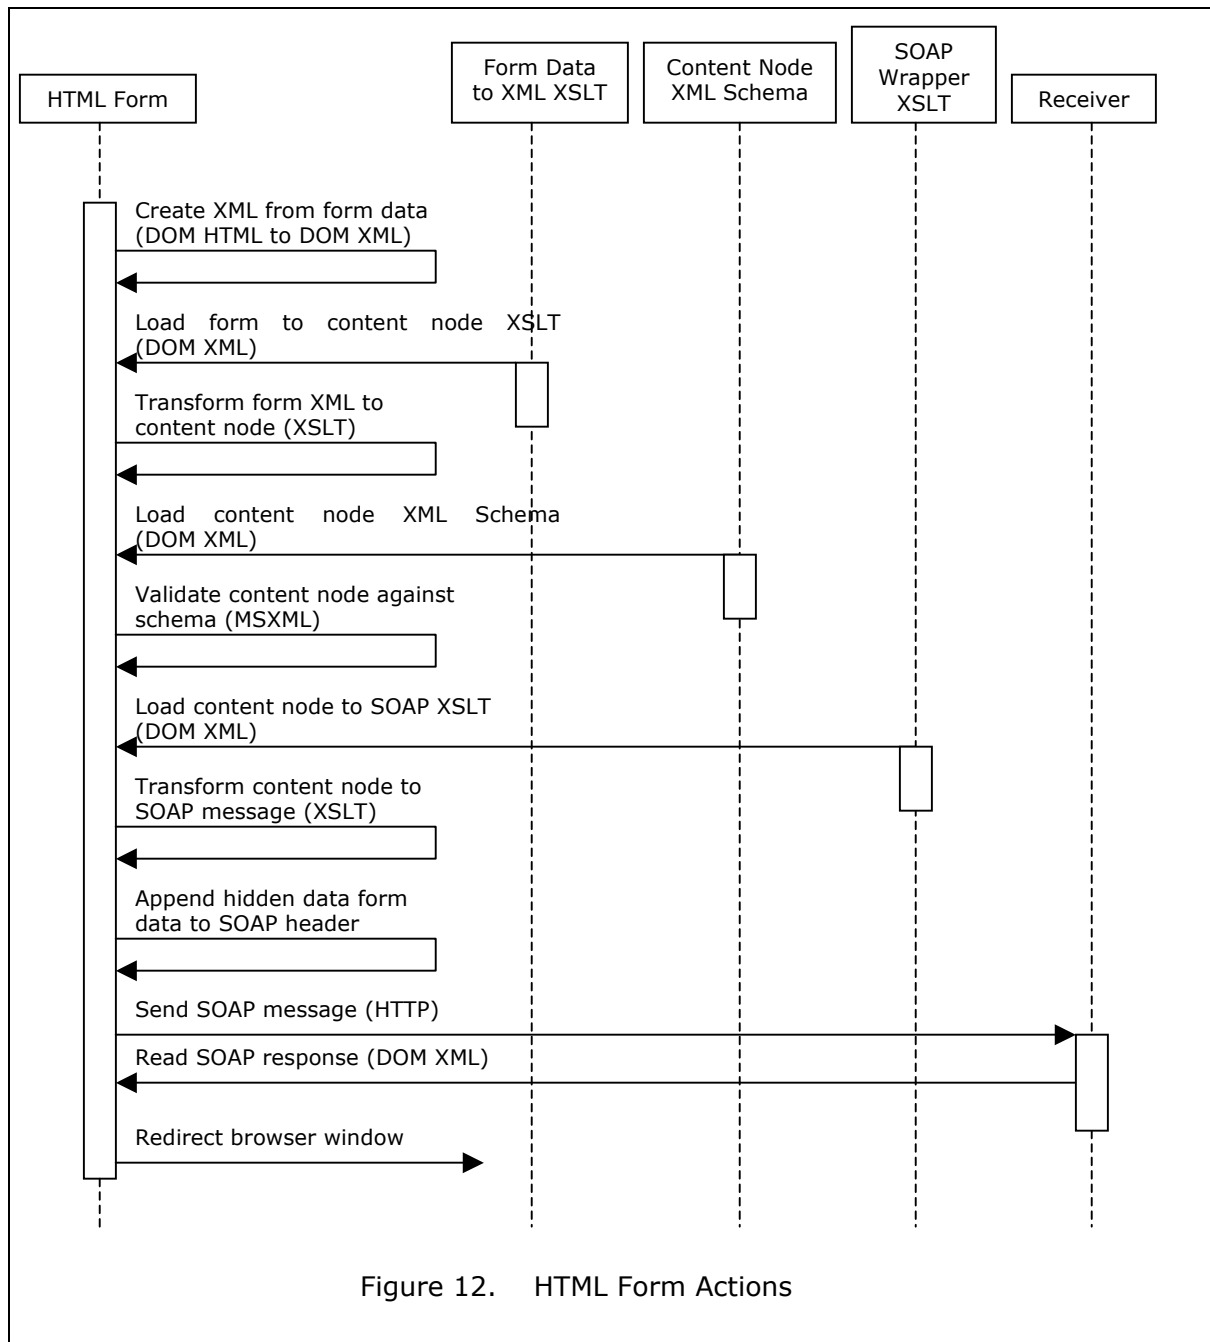 HTML Form
Form Data
to XML XSLT
Content Node
XML Schema
SOAP
Wrapper
XSLT
Receiver
Create XML from form data
(DOM HTML to DOM XML)
Load form to content node XSLT
(DOM XML)
Transform form XML to
content node (XSLT)
Load content node XML Schema
(DOM XML)
Validate content node against
schema (MSXML)
Load content node to SOAP XSLT
(DOM XML)
Transform content node to
SOAP message (XSLT)
Append hidden data form
data to SOAP header
Send SOAP message (HTTP)
Read SOAP response (DOM XML)
Redirect browser window
Figure 12. HTML Form Actions